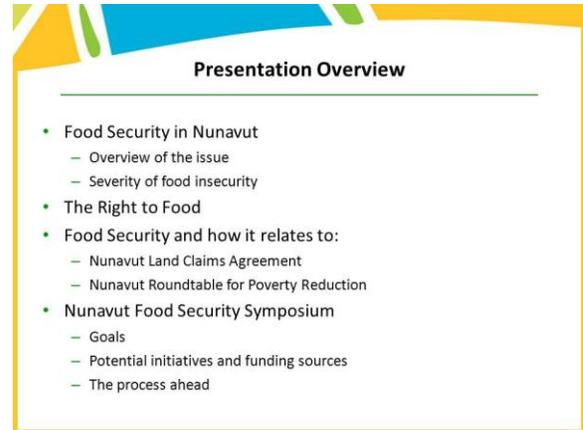 Presentation Overview
• Food Security in Nunavut
– Overview of the issue
– Severity of food insecurity
• The Right to Food
• Food Security and how it relates to:
– Nunavut Land Claims Agreement
– Nunavut Roundtable for Poverty Reduction
• Nunavut Food Security Symposium
– Goals
– Potential initiatives and funding sources
– The process ahead